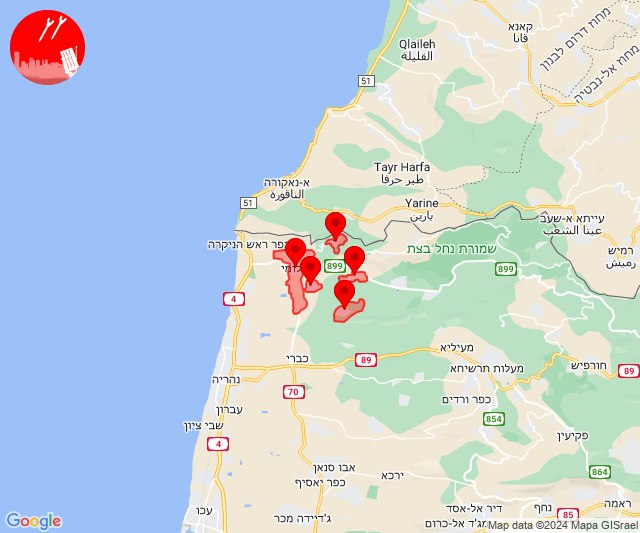 קאנא
قانا
Qlaileh
القليلة
מחוז דרום לבנון
מחוז אל-נבטיה
51
Tayr Harfa
طير حرفا
א-נאקורה
الناقورة
51
Yarine
يارين
עייתא א-שעב
عيتا الشعب
רמיש
رميش
כפר ראש הניקרה
שמורת נחל בצת
899
899
4
כברי
89
מעיליא
מעלות תרשיחא
חורפיש
89
נהריה
70
כפר ורדים
עברון
854
שבי ציון
פקיעין
4
אבו סנאן
ירכא
864
כפר יאסיף
דיר אל-אסד
נחף
ראמה
עכו
ג'דיידה מכר
מג'ד אל-כרום
85
Google
Map data ©2024 Mapa GISrael